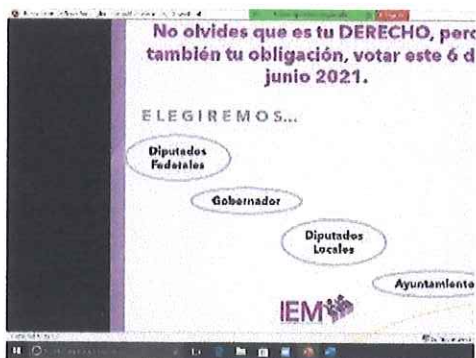 No olvides que es tu DERECHO, pero
también tu obligación, votar este 6 d
junio 2021.
ELEGIREMOS...
Diputados
Federales
Gobernador
Diputados
Locales
Ayuntamiento
IEM